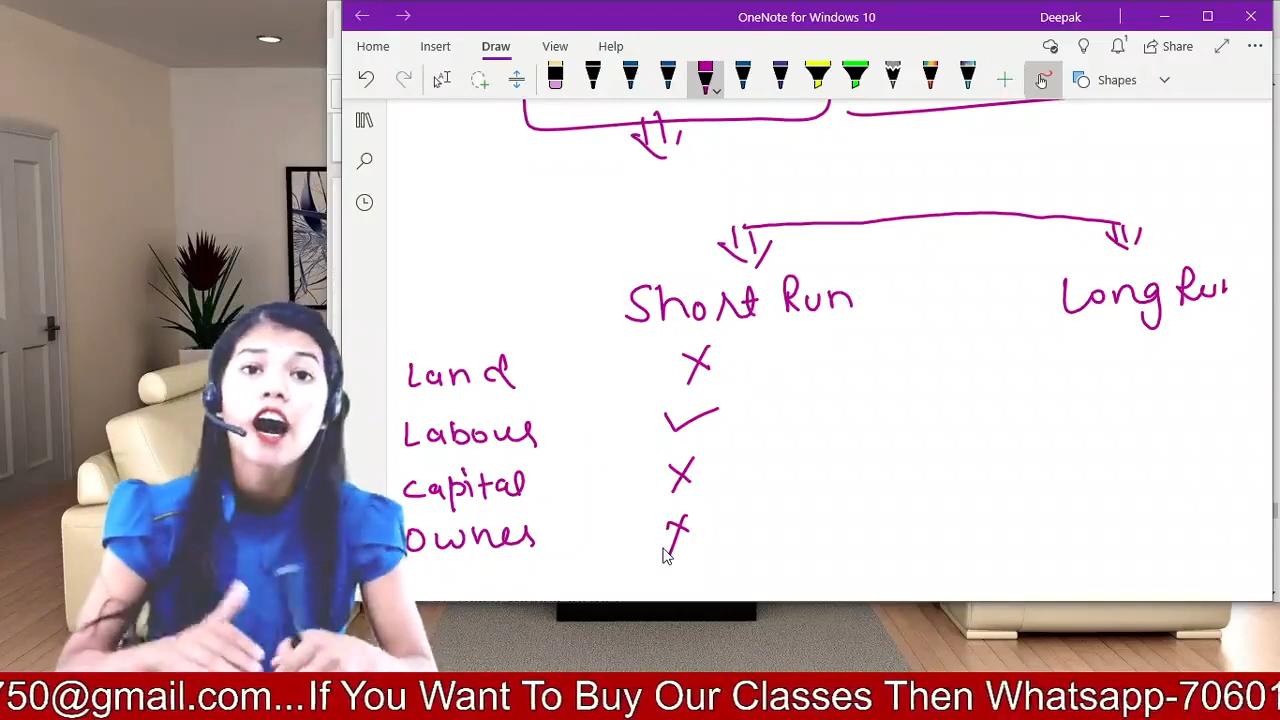 OneNote for Windows 10
Deepak
Home Insert Draw View Help
Share
Shapes
Short Run
Long Run
Land
Labour
Capital
Owner
750@gmail.com...If You Want To Buy Our Classes Then Whatsapp-70601